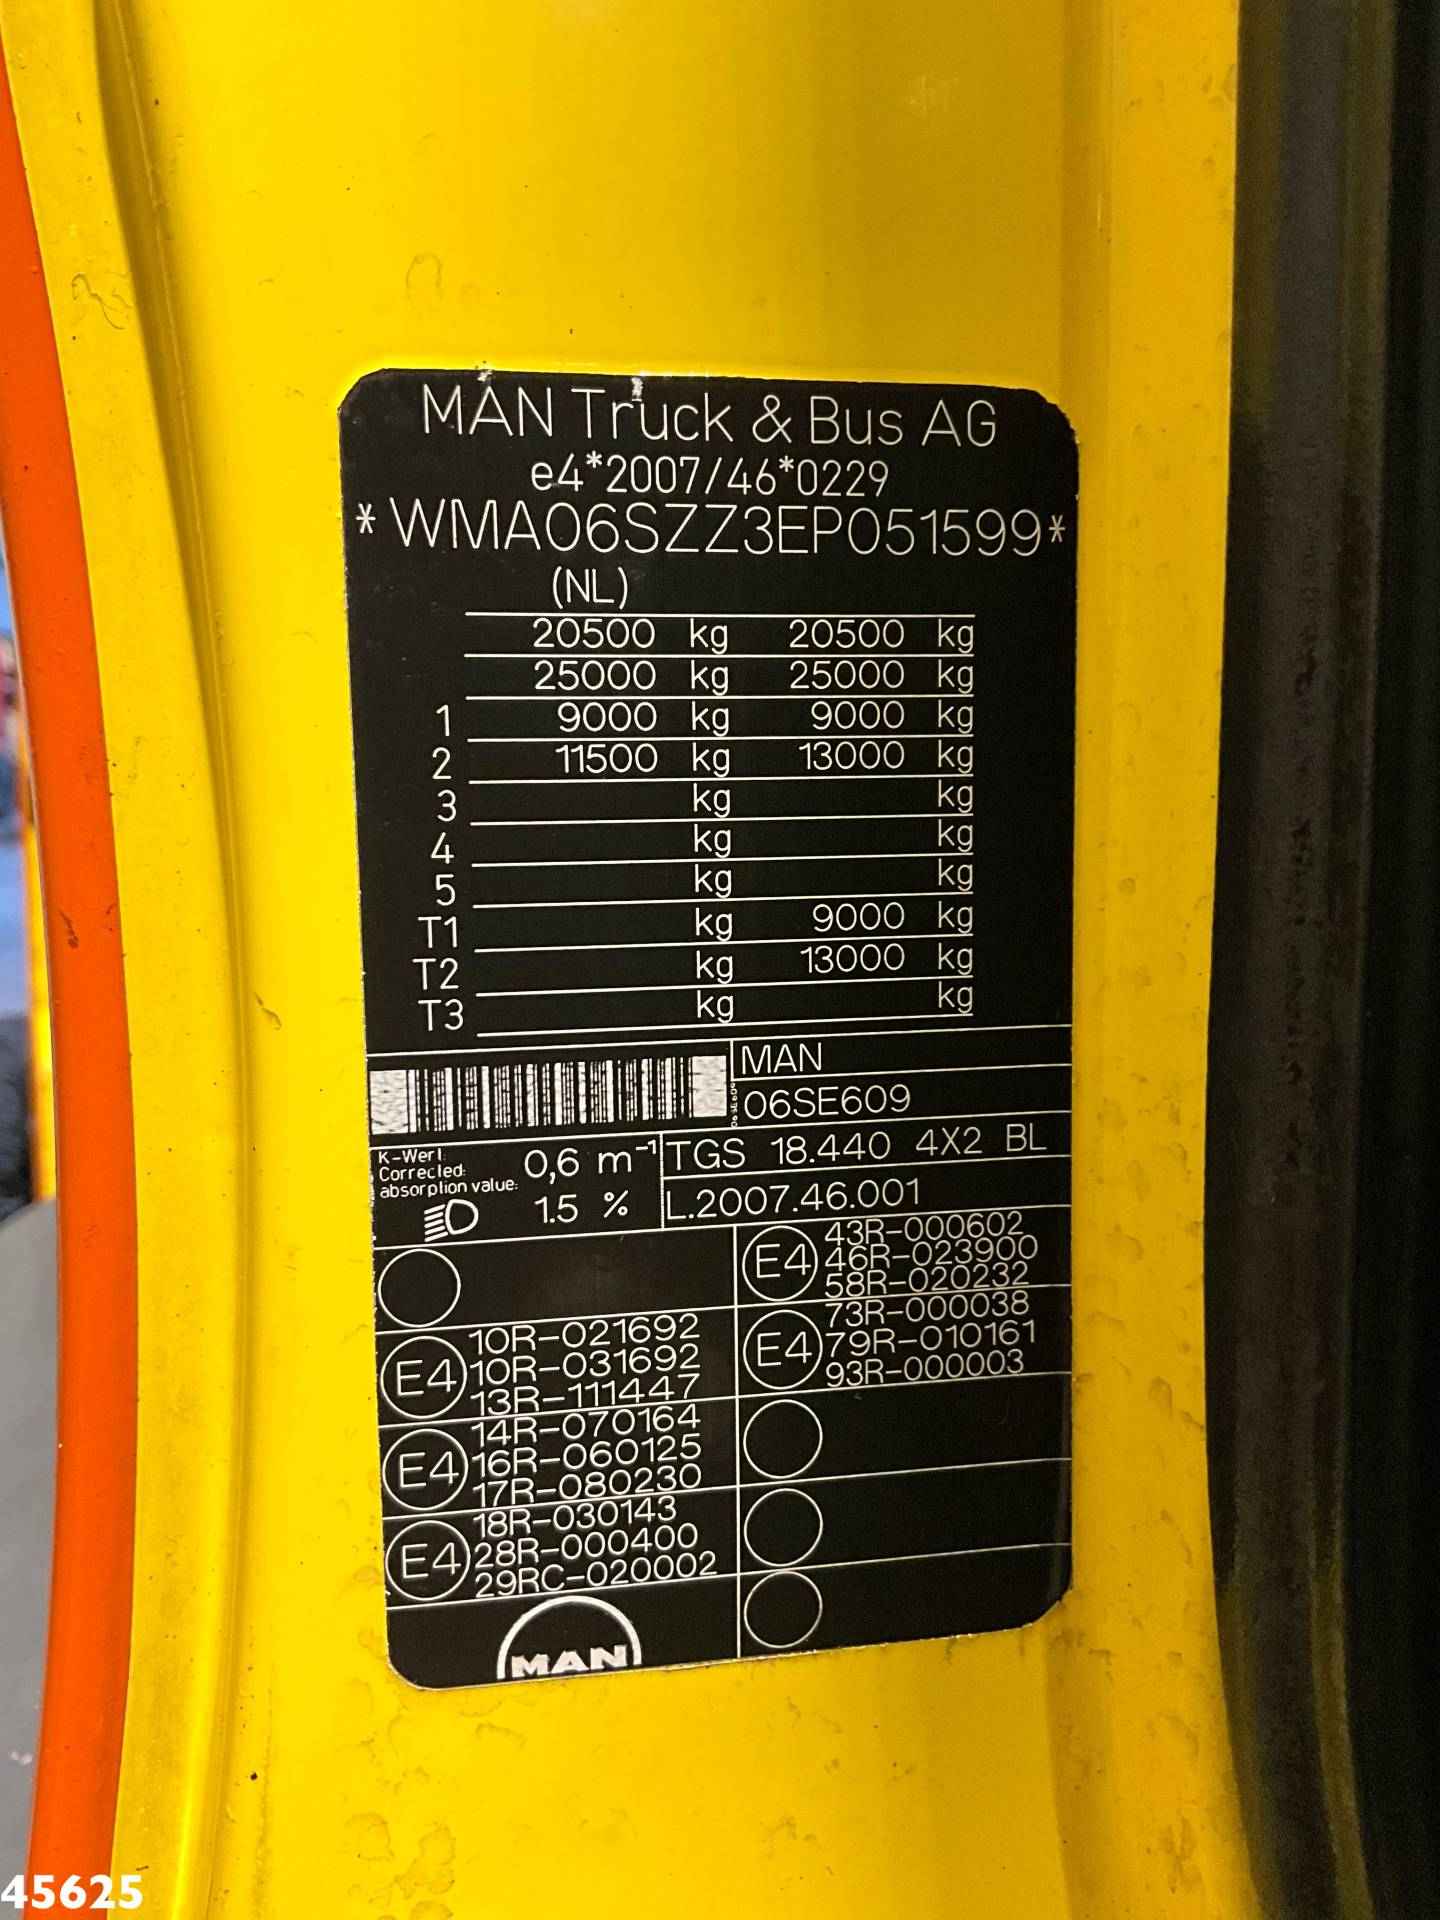 MAN Truck & Bus AG
e4*2007/46*0229
*WMA06SZZ3EP051599*
(NL)
20500 kg 20500 kg
25000 kg 25000 kg
1 9000 kg 9000 kg
2 11500 kg 13000 kg
3 kg kg
4 kg kg
5 kg kg
T1 kg 9000 kg
T2 kg 13000 kg
T3 kg kg
MAN
06SE609
K-Wert:
Corrected:
absorption value:
0,6 m⁻¹
1.5 %
TGS 18.440 4X2 BL
L.2007.46.001
E4
10R-021692
10R-031692
13R-111447
E4
14R-070164
16R-060125
17R-080230
E4
18R-030143
28R-000400
29RC-020002
MAN
E4
43R-000602
46R-023900
58R-020232
E4
73R-000038
79R-010161
93R-000003
45625